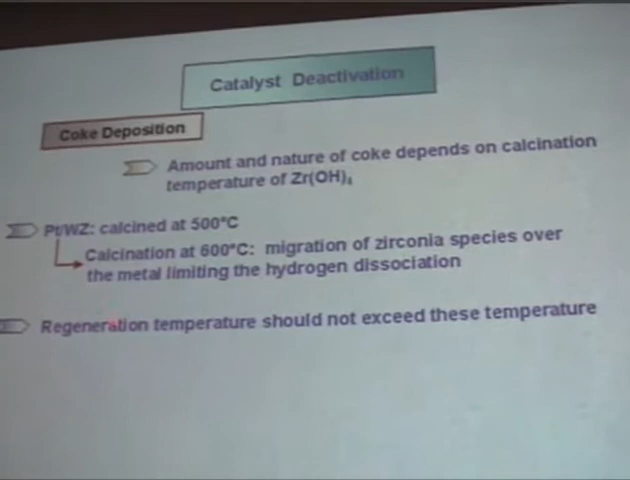 Catalyst Deactivation
Coke Deposition
Amount and nature of coke depends on calcination
temperature of Zr(OH)₄
Pt/WZ: calcined at 500°C
Calcination at 600°C: migration of zirconia species over
the metal limiting the hydrogen dissociation
Regeneration temperature should not exceed these temperature